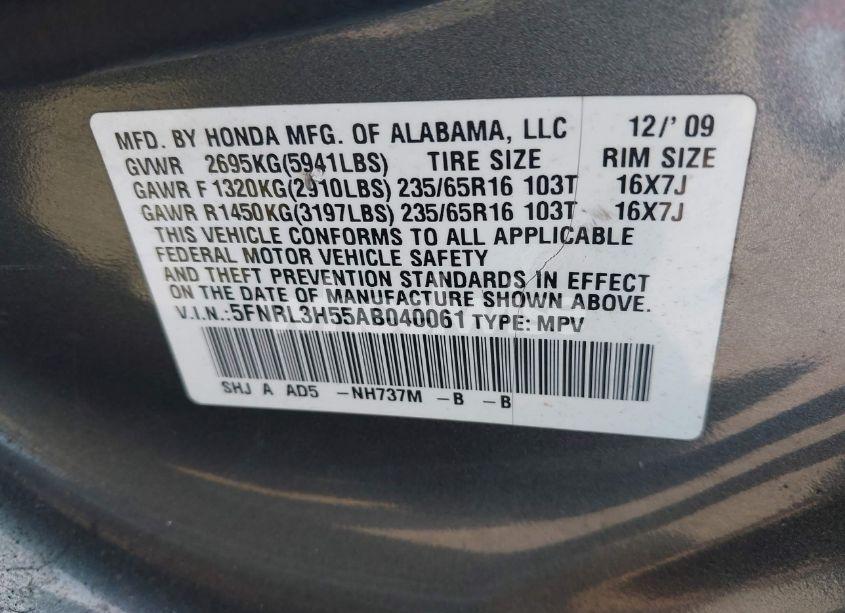 MFD. BY HONDA MFG. OF ALABAMA, LLC 12/'09
GVWR 2695KG(5941LBS) TIRE SIZE RIM SIZE
GAWR F 1320KG(2910LBS) 235/65R16 103T 16X7J
GAWR R1450KG(3197LBS) 235/65R16 103T 16X7J
THIS VEHICLE CONFORMS TO ALL APPLICABLE
FEDERAL MOTOR VEHICLE SAFETY
AND THEFT PREVENTION STANDARDS IN EFFECT
ON THE DATE OF MANUFACTURE SHOWN ABOVE.
V.I.N.:5FNRL3H55AB040061 TYPE: MPV
SHJ A AD5 -NH737M -B -B